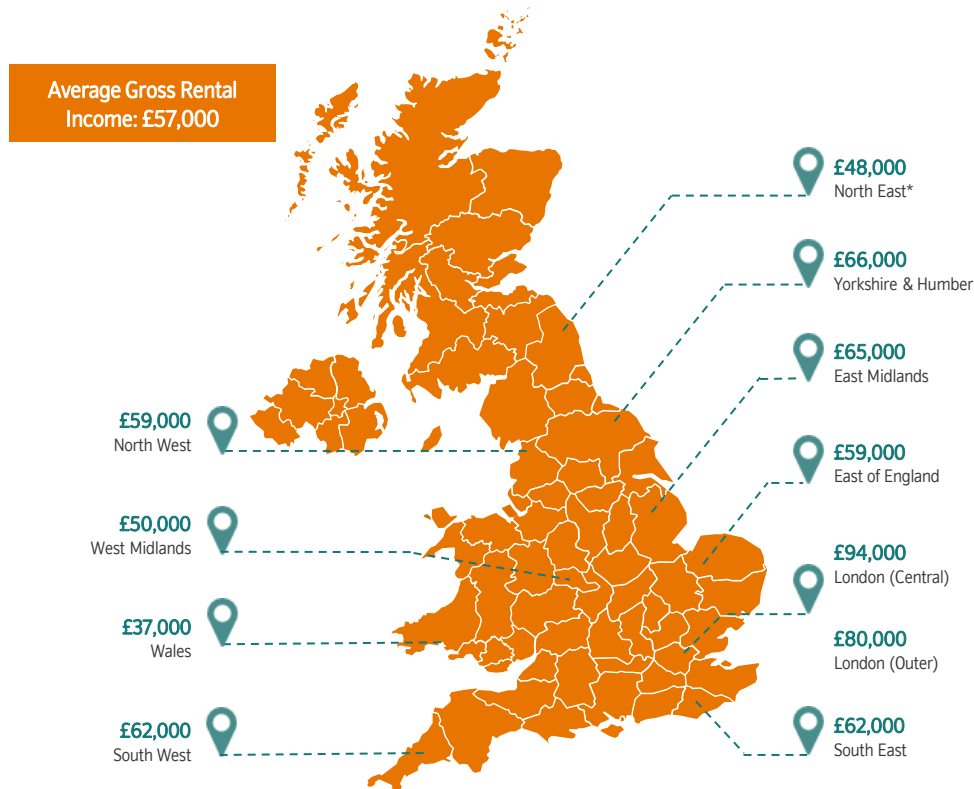 Average Gross Rental
Income: £57,000
£48,000
North East*
£66,000
Yorkshire & Humber
£65,000
East Midlands
£59,000
North West
£59,000
East of England
£50,000
West Midlands
£94,000
London (Central)
£37,000
Wales
£80,000
London (Outer)
£62,000
South West
£62,000
South East